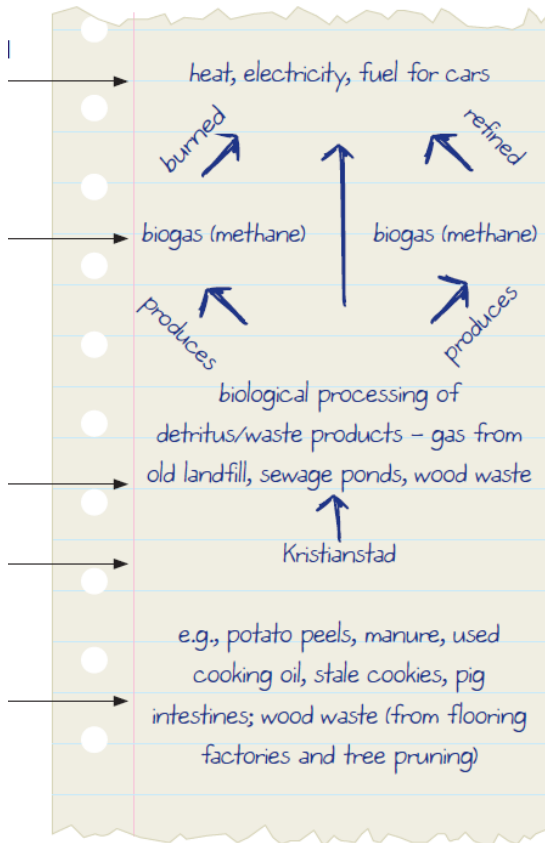 heat, electricity, fuel for cars
burned
refined
biogas (methane)
biogas (methane)
produces
produces
biological processing of
detritus/waste products – gas from
old landfill, sewage ponds, wood waste
Kristianstad
e.g., potato peels, manure, used
cooking oil, stale cookies, pig
intestines; wood waste (from flooring
factories and tree pruning)